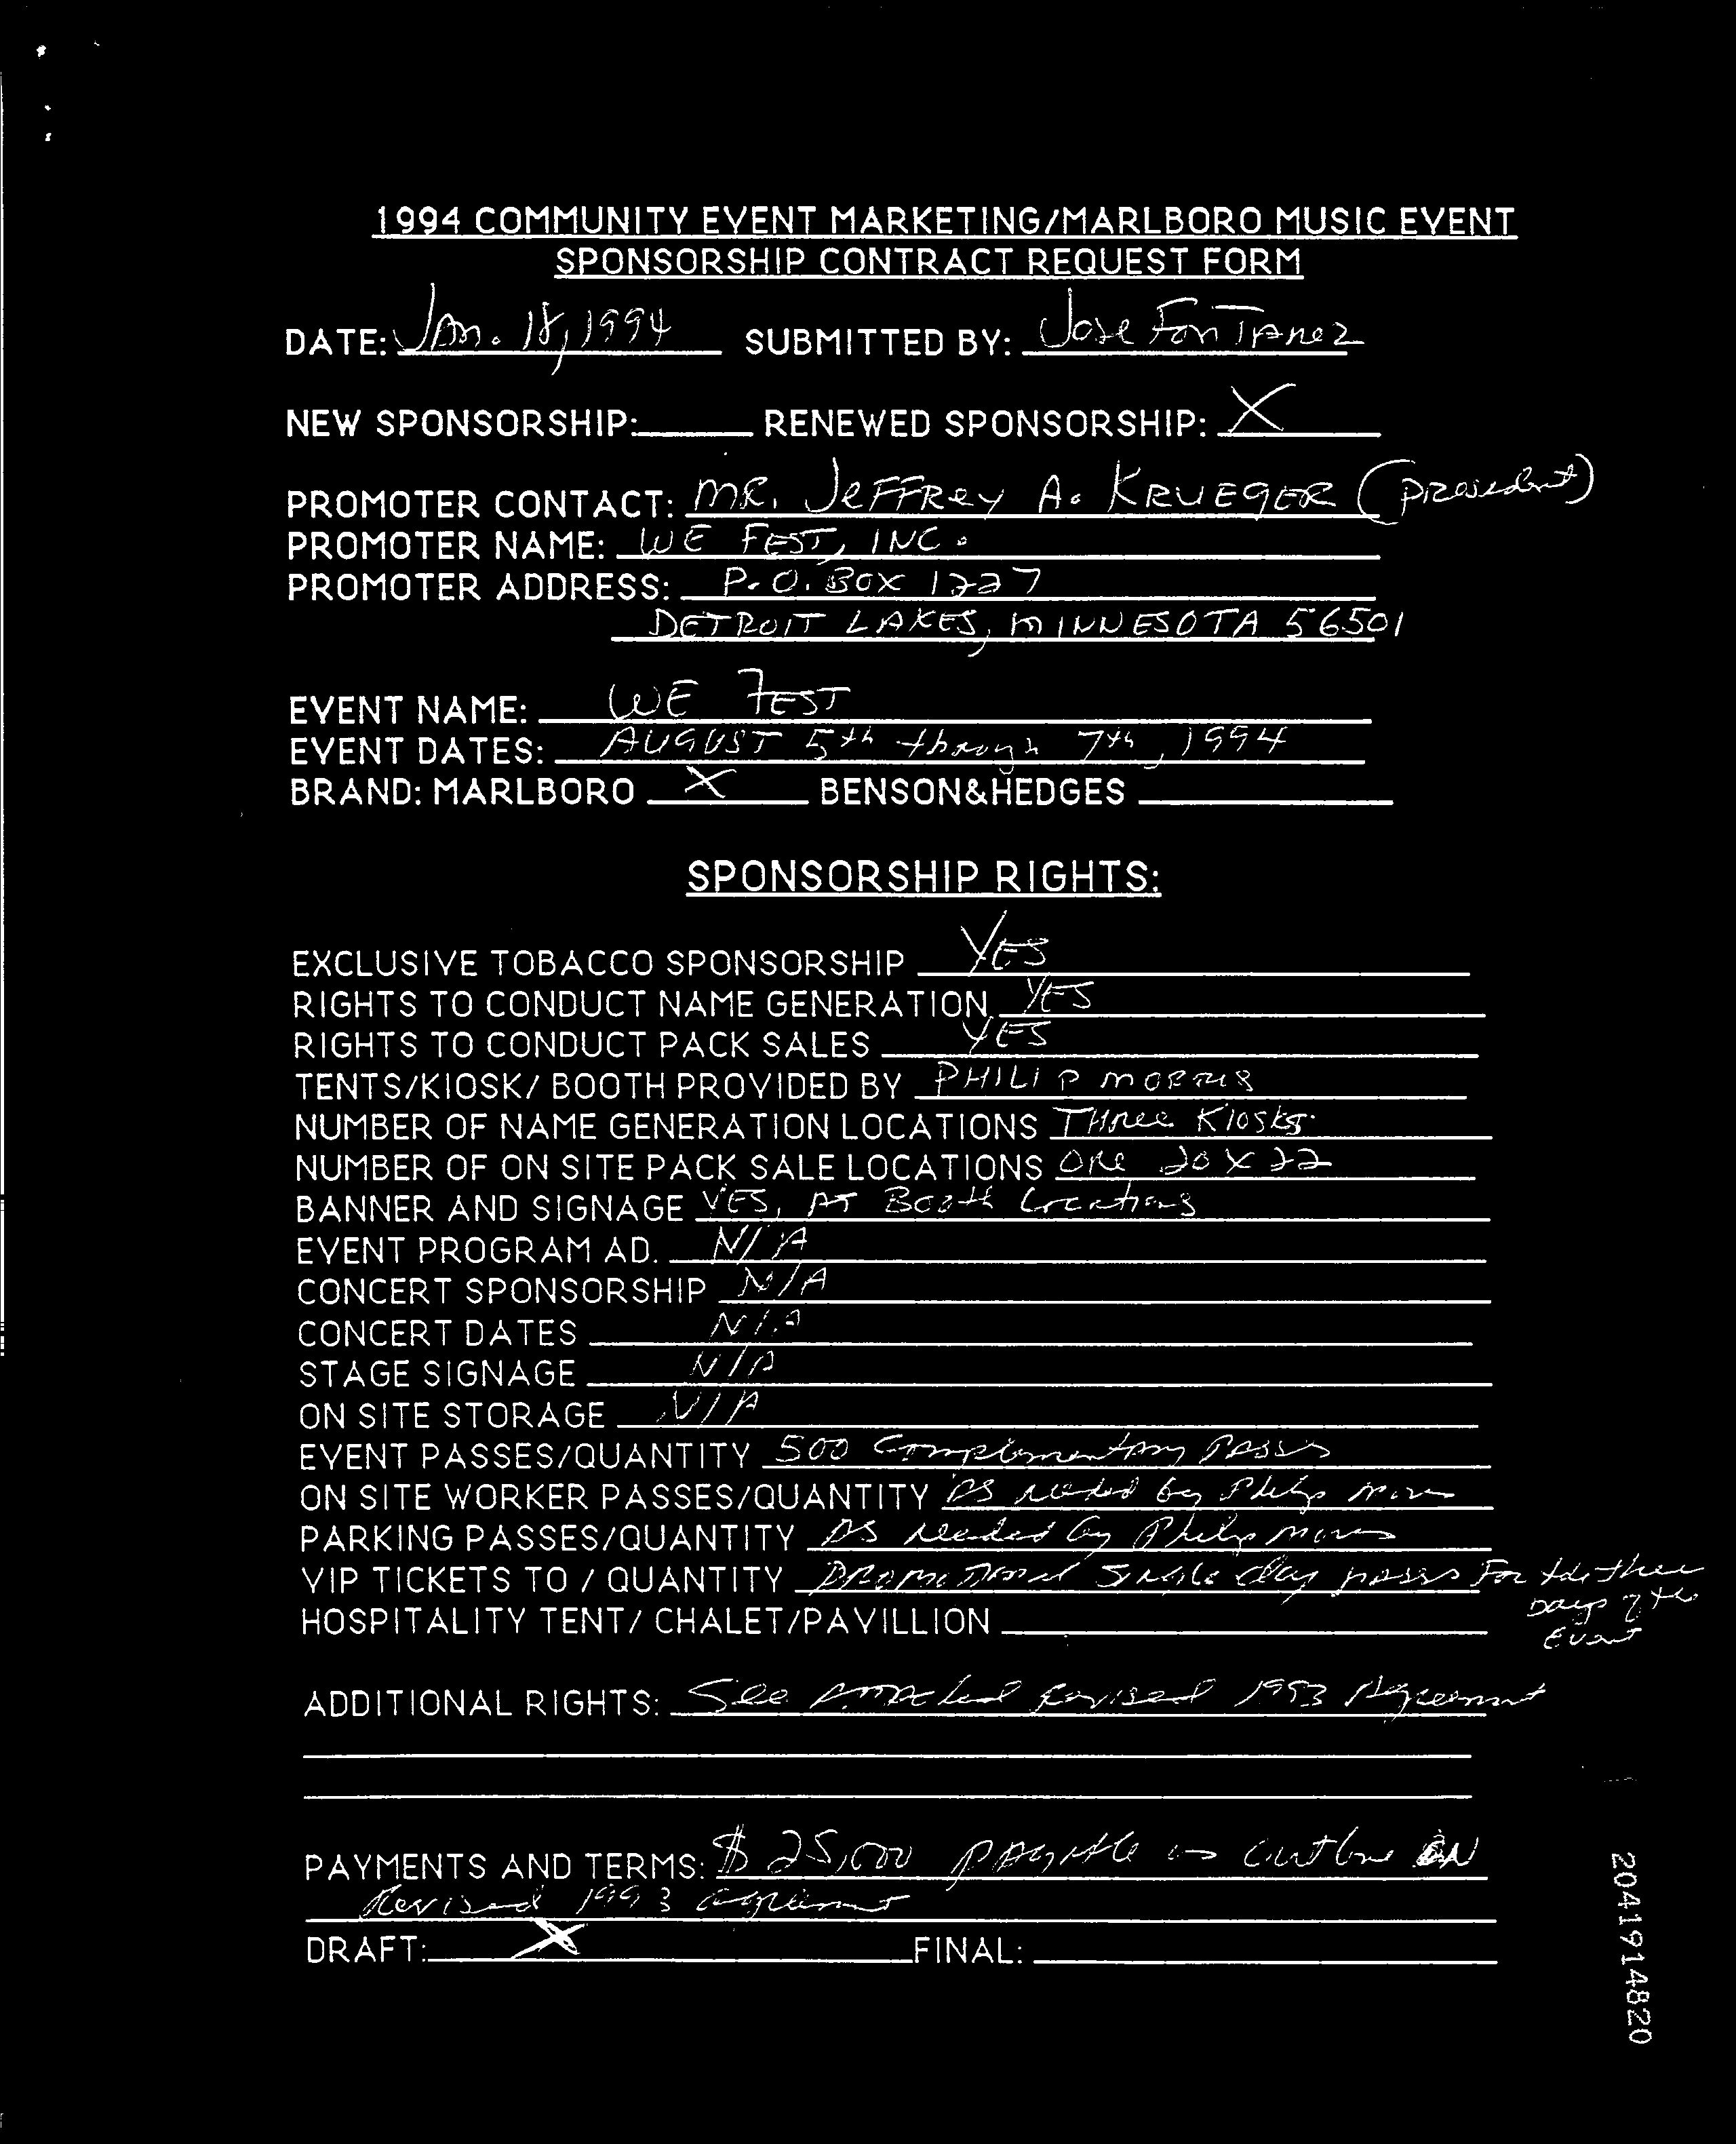 1994 COMMUNITY EVENT MARKETING/MARLBORO MUSIC EVENT
SPONSORSHIP CONTRACT REQUEST FORM
DATE: Jan. 18, 1994 SUBMITTED BY: Jose Fontanez
NEW SPONSORSHIP: RENEWED SPONSORSHIP: X
PROMOTER CONTACT: MR. JEFFREY A. KRUEGER (President)
PROMOTER NAME: WE FEST, INC.
PROMOTER ADDRESS: P.O. BOX 1227
DETROIT LAKES, MINNESOTA 56501
EVENT NAME: WE FEST
EVENT DATES: AUGUST 5th through 7th, 1994
BRAND: MARLBORO X BENSON&HEDGES
SPONSORSHIP RIGHTS:
EXCLUSIVE TOBACCO SPONSORSHIP YES
RIGHTS TO CONDUCT NAME GENERATION YES
RIGHTS TO CONDUCT PACK SALES YES
TENTS/KIOSK/ BOOTH PROVIDED BY PHILIP MORRIS
NUMBER OF NAME GENERATION LOCATIONS THree Kiosks
NUMBER OF ON SITE PACK SALE LOCATIONS One 20 X 22
BANNER AND SIGNAGE YES, AT Booth Locations
EVENT PROGRAM AD. N/A
CONCERT SPONSORSHIP N/A
CONCERT DATES N/A
STAGE SIGNAGE N/A
ON SITE STORAGE N/A
EVENT PASSES/QUANTITY 500 Complementary Passes
ON SITE WORKER PASSES/QUANTITY AS needed by Philip Morris
PARKING PASSES/QUANTITY AS needed by Philip Morris
VIP TICKETS TO / QUANTITY Promotional Single day passes For three
Days of the
HOSPITALITY TENT/ CHALET/PAVILLION
Event
ADDITIONAL RIGHTS: See Attached Revised 1993 Agreement
PAYMENTS AND TERMS: $ 25,000 payable as outline IN
Revised 1993 agreement
DRAFT: X FINAL:
2041914820